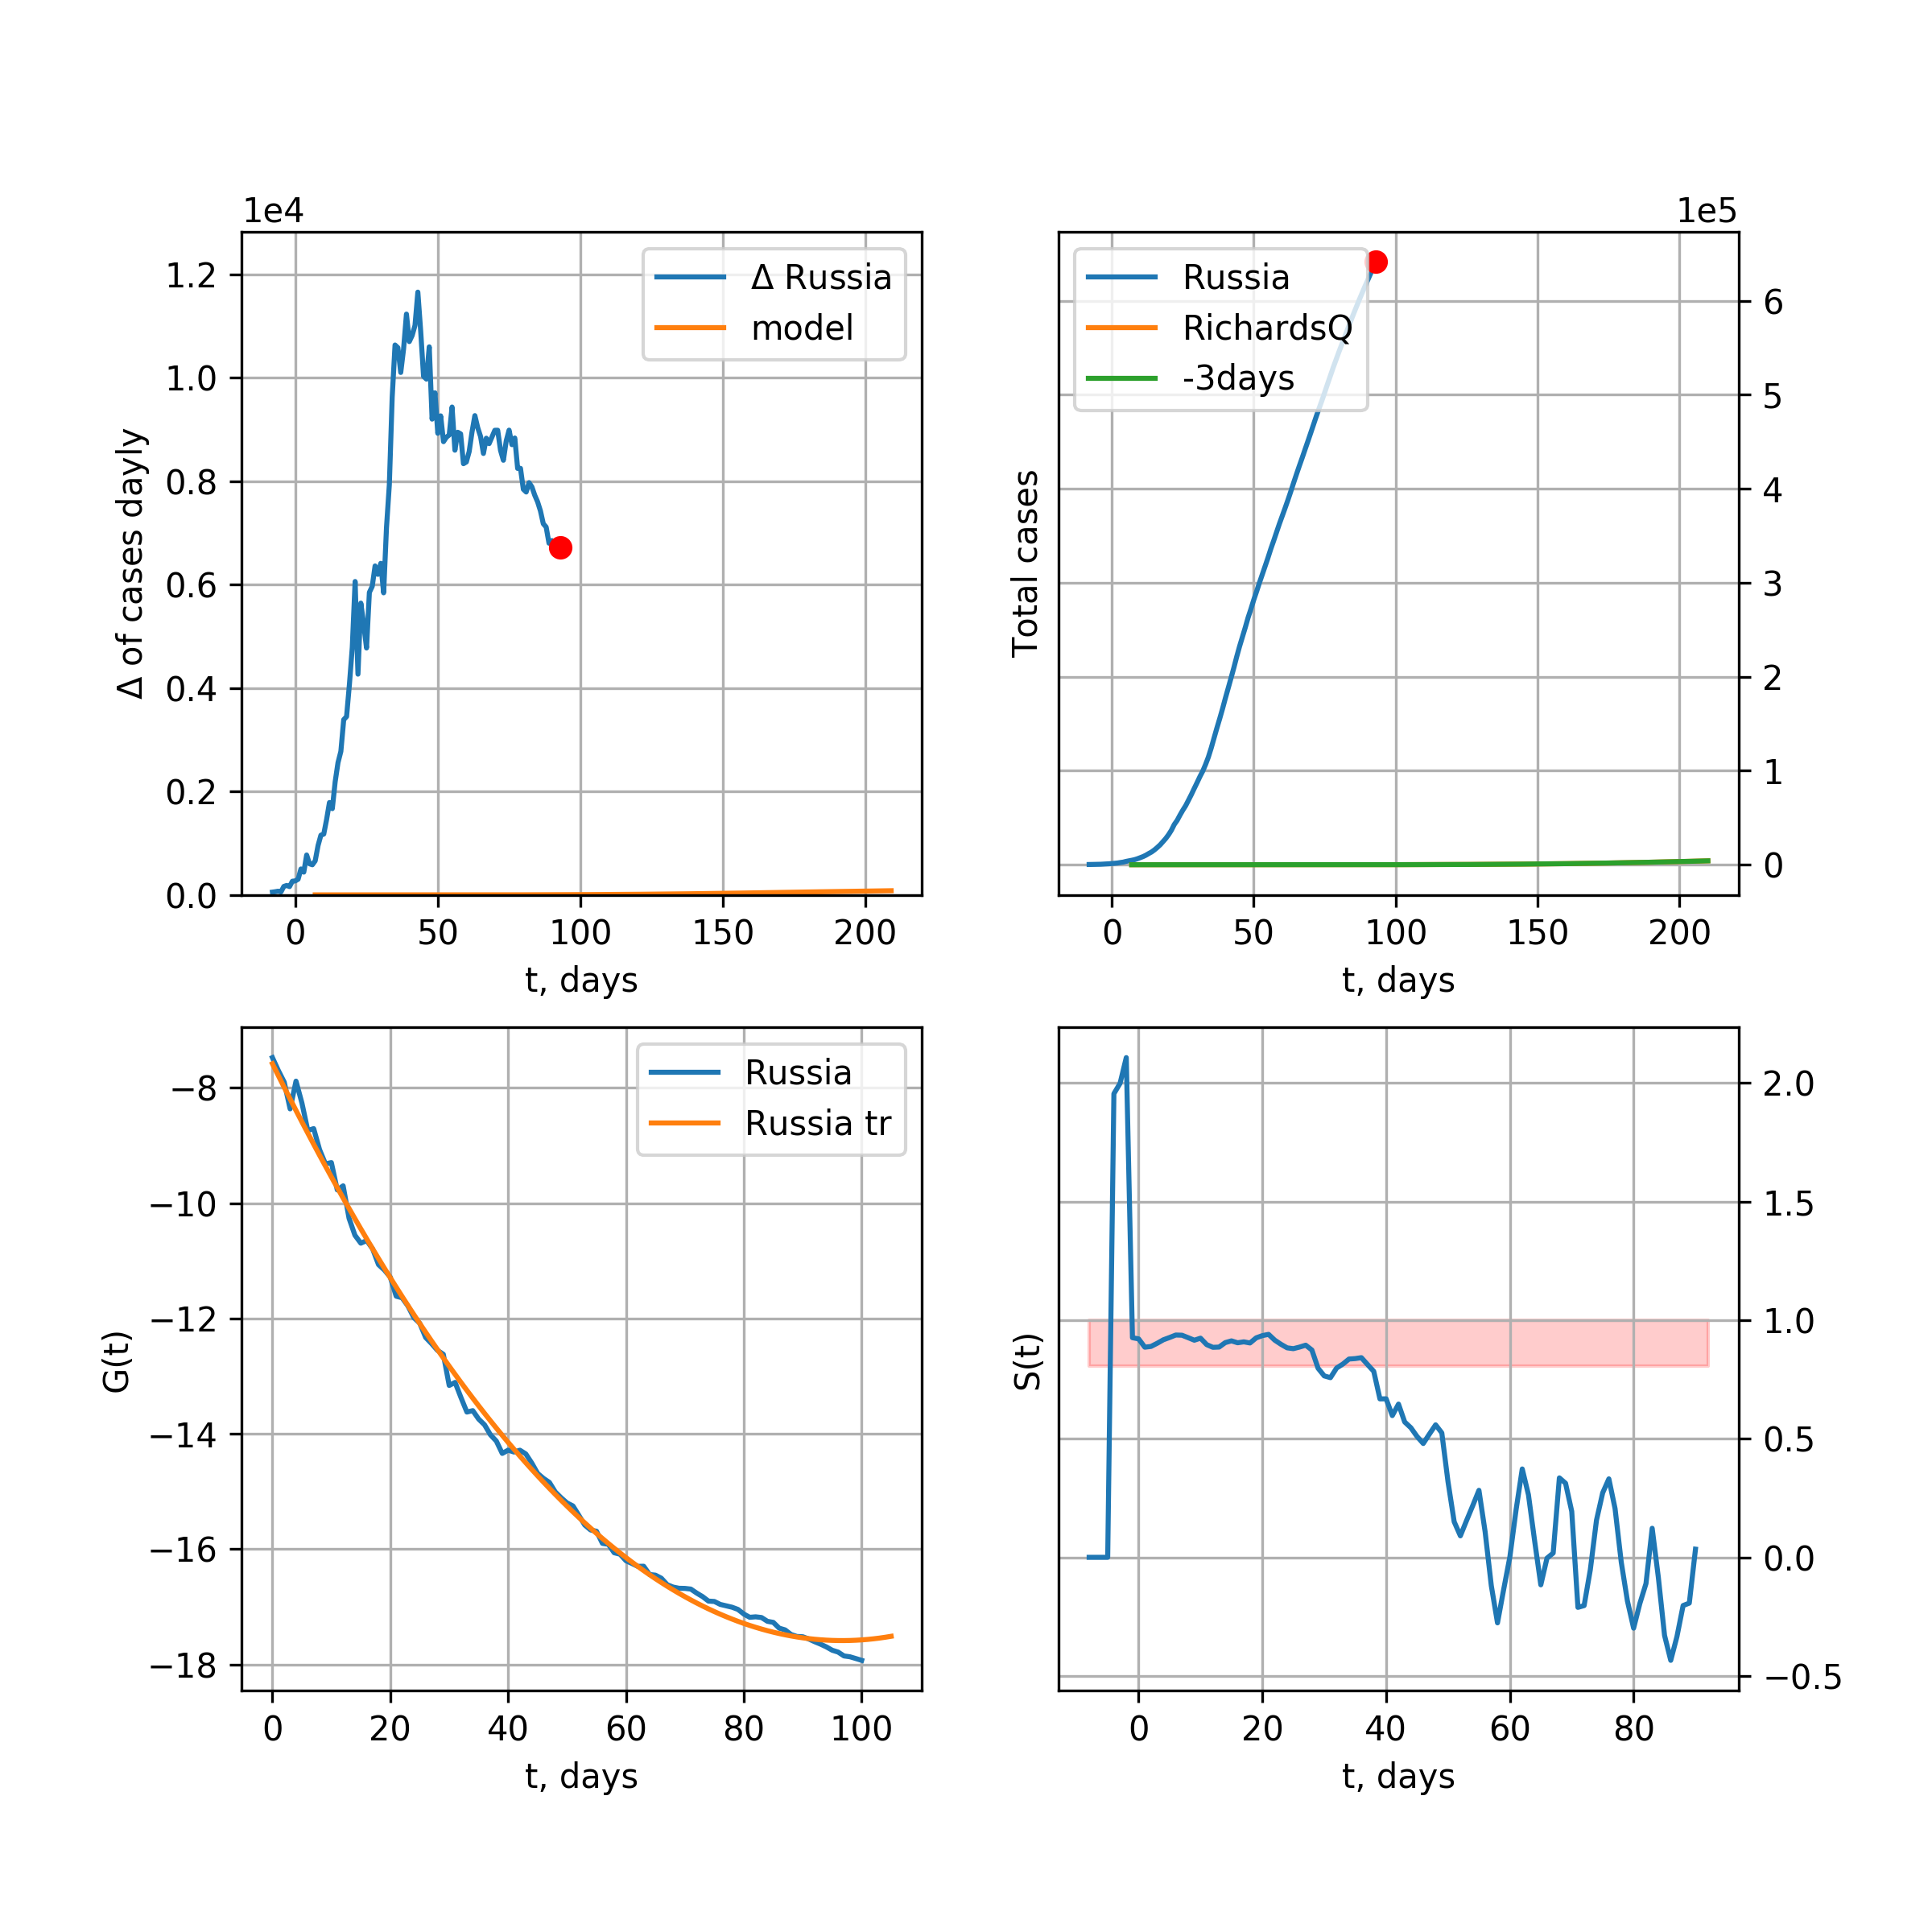 1e4
1.2
1.0
0.8
0.6
0.4
0.2
0.0
Δ of cases dayly
Δ Russia
model
0 50 100 150 200
t, days
1e5
Russia
RichardsQ
-3days
Total cases
6
5
4
3
2
1
0
0 50 100 150 200
t, days
−8
−10
−12
−14
−16
−18
G(t)
Russia
Russia tr
0 20 40 60 80 100
t, days
S(t)
2.0
1.5
1.0
0.5
0.0
−0.5
0 20 40 60 80
t, days